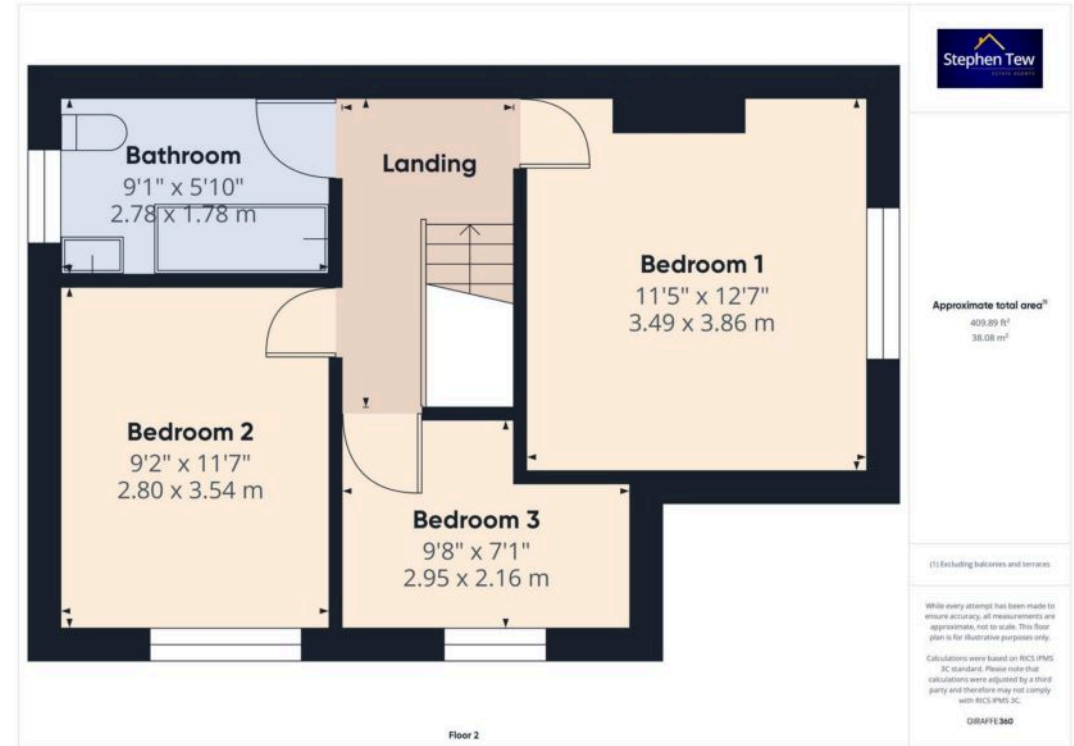 Stephen Tew
ESTATE AGENTS
Bathroom
9'1" x 5'10"
2.78 x 1.78 m
Landing
Bedroom 1
11'5" x 12'7"
3.49 x 3.86 m
Bedroom 2
9'2" x 11'7"
2.80 x 3.54 m
Bedroom 3
9'8" x 7'1"
2.95 x 2.16 m
Floor 2
Approximate total area⁽¹⁾
409.89 ft²
38.08 m²
(1) Excluding balconies and terraces
While every attempt has been made to
ensure accuracy, all measurements are
approximate, not to scale. This floor
plan is for illustrative purposes only.
Calculations were based on RICS IPMS
3C standard. Please note that
calculations were adjusted by a third
party and therefore may not comply
with RICS IPMS 3C.
GIRAFFE360